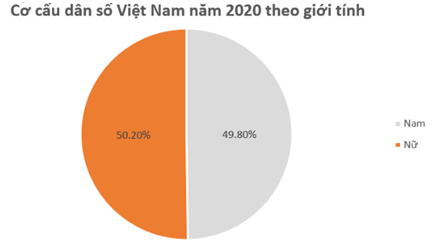 Cơ cấu dân số Việt Nam năm 2020 theo giới tính
50.20%
49.80%
Nam
Nữ